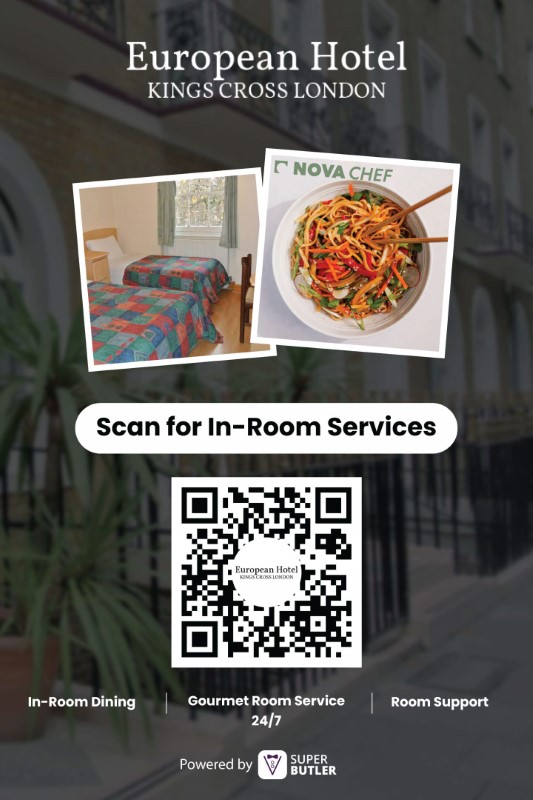 European Hotel
KINGS CROSS LONDON
NOVA CHEF
Scan for In-Room Services
European Hotel
KINGS CROSS LONDON
In-Room Dining
Gourmet Room Service
24/7
Room Support
Powered by
SUPER
BUTLER